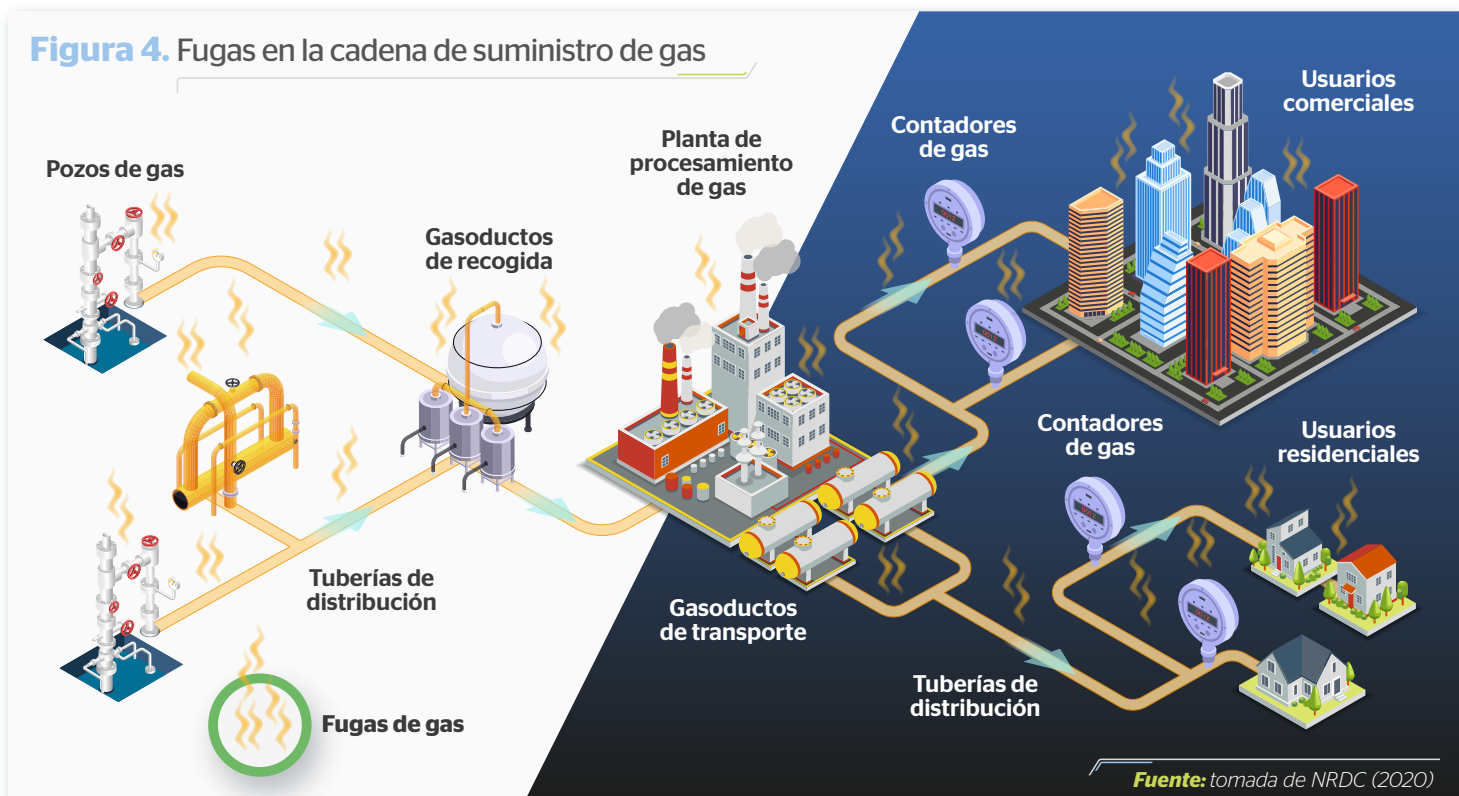 Figura 4. Fugas en la cadena de suministro de gas
Pozos de gas
Gasoductos
de recogida
Planta de
procesamiento
de gas
Contadores
de gas
Usuarios
comerciales
Contadores
de gas
Usuarios
residenciales
Tuberías de
distribución
Gasoductos
de transporte
Tuberías de
distribución
Fugas de gas
Fuente: tomada de NRDC (2020)